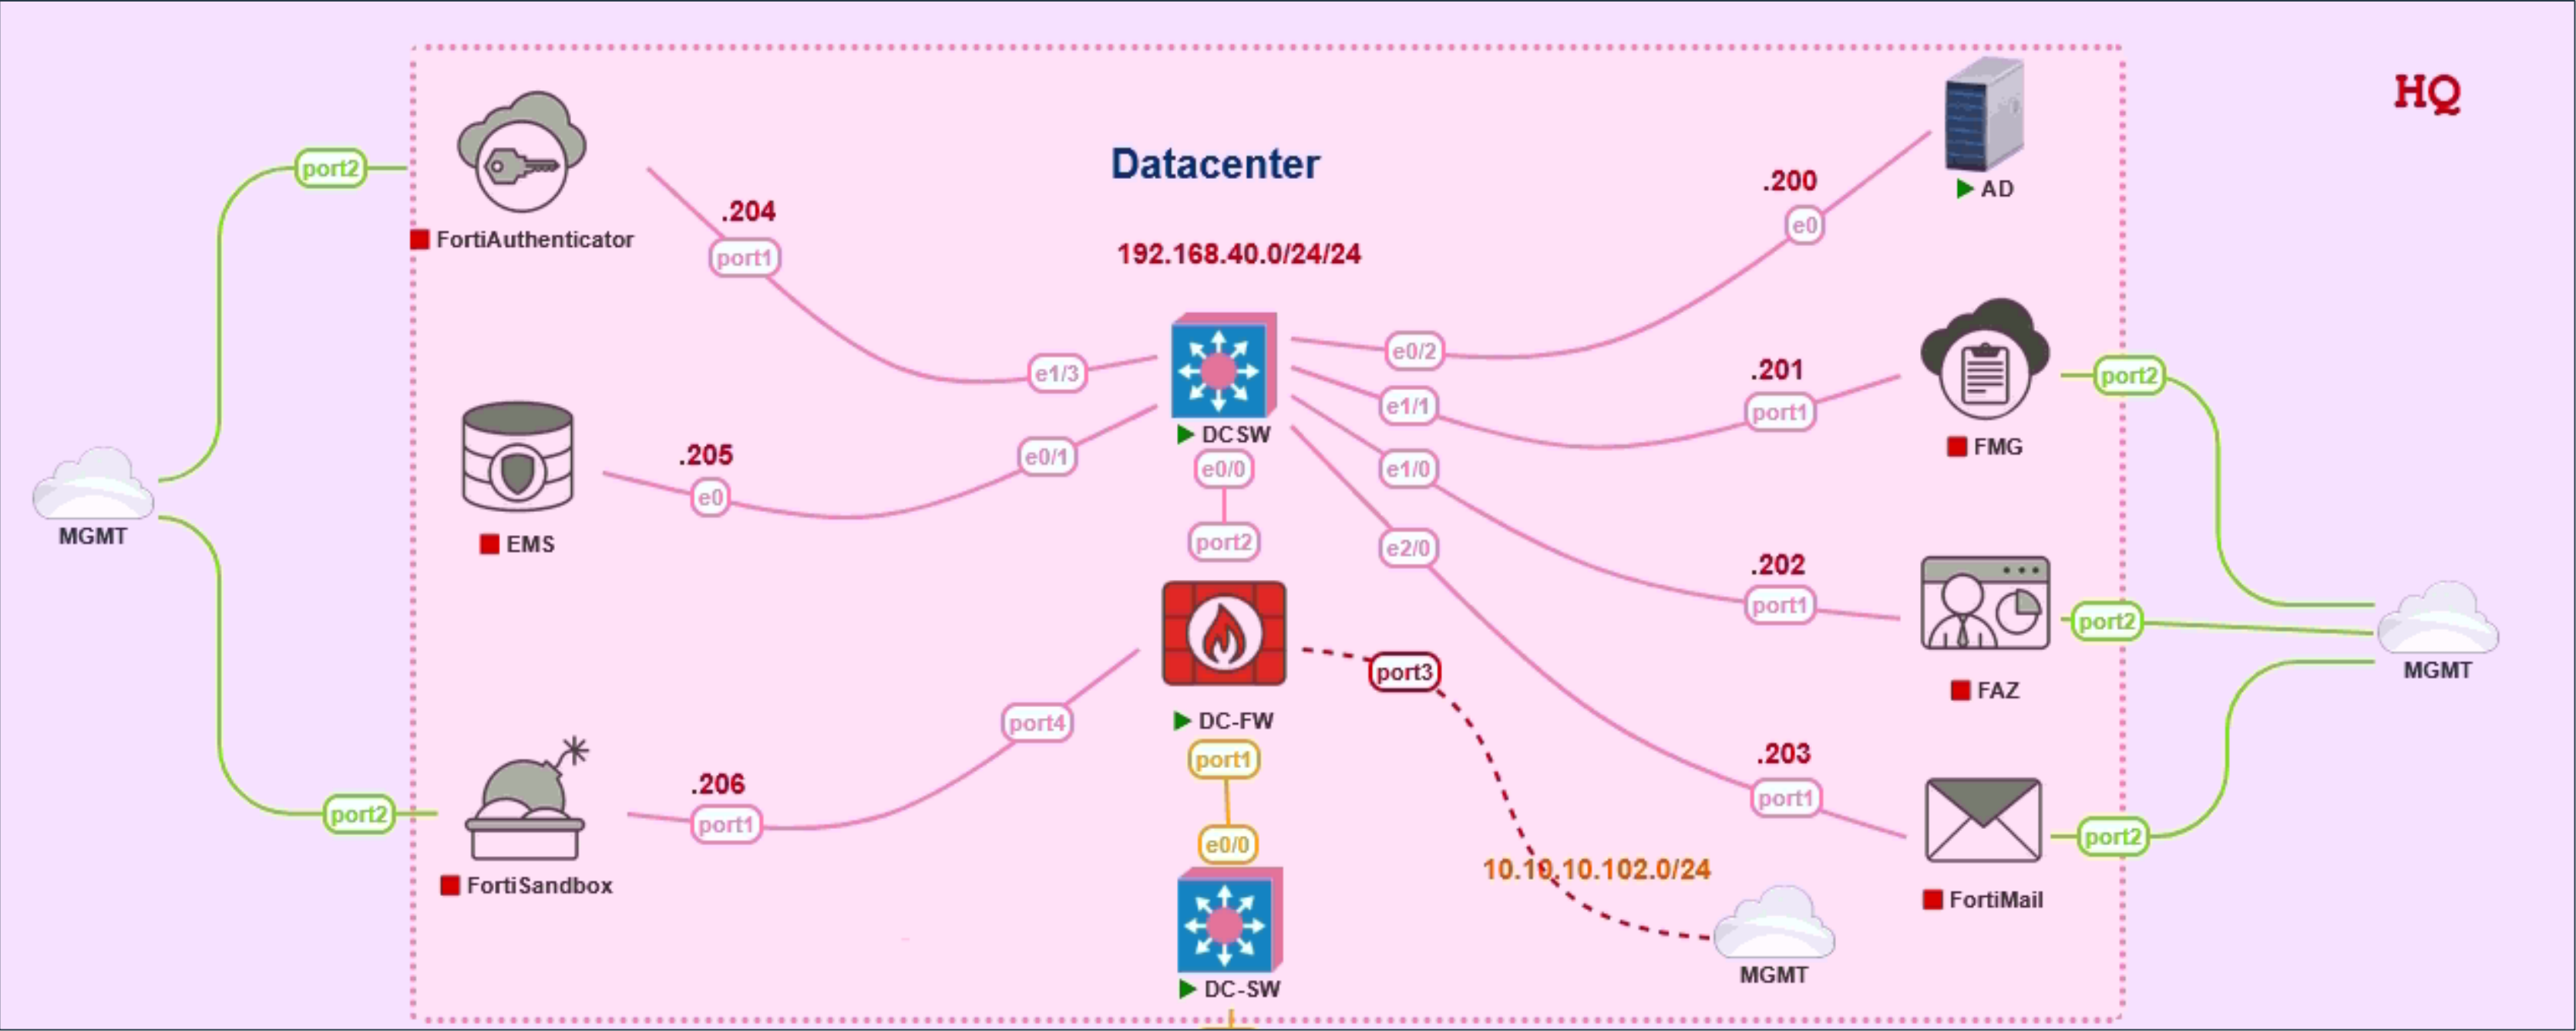 HQ
Datacenter
192.168.40.0/24/24
port2
FortiAuthenticator
.204
port1
e1/3
.200
e0
AD
e0/2
DCSW
e0/0
port2
.201
port1
e1/1
FMG
port2
MGMT
EMS
.205
e0
e0/1
e1/0
e2/0
.202
port1
FAZ
port2
MGMT
DC-FW
port3
port4
port1
e0/0
.206
port1
port2
FortiSandbox
.203
port1
FortiMail
port2
10.10.10.102.0/24
MGMT
DC-SW